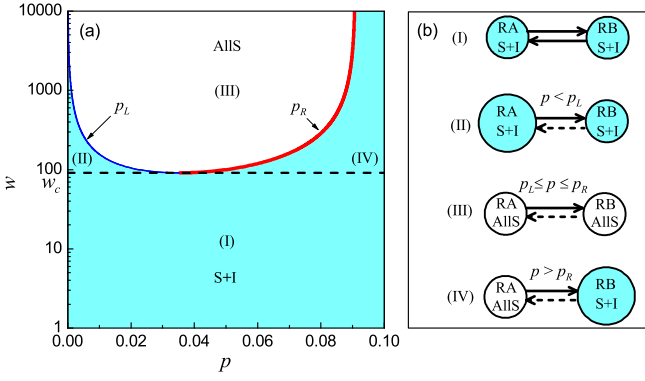 (a)
AllS
(III)
p_L
p_R
(II)
(IV)
(I)
S+I
10000
1000
100
w_c
10
1
w
0.00 0.02 0.04 0.06 0.08 0.10
p
(b)
(I)
RA
S+I
RB
S+I
(II)
RA
S+I
p < p_L
RB
S+I
(III)
RA
AllS
p_L ≤ p ≤ p_R
RB
AllS
(IV)
RA
AllS
p > p_R
RB
S+I